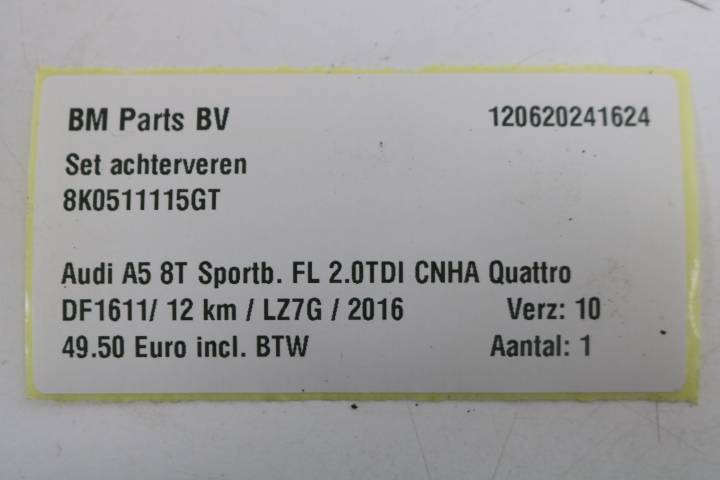 BM Parts BV 120620241624
Set achterveren
8K0511115GT
Audi A5 8T Sportb. FL 2.0TDI CNHA Quattro
DF1611/ 12 km / LZ7G / 2016 Verz: 10
49.50 Euro incl. BTW Aantal: 1